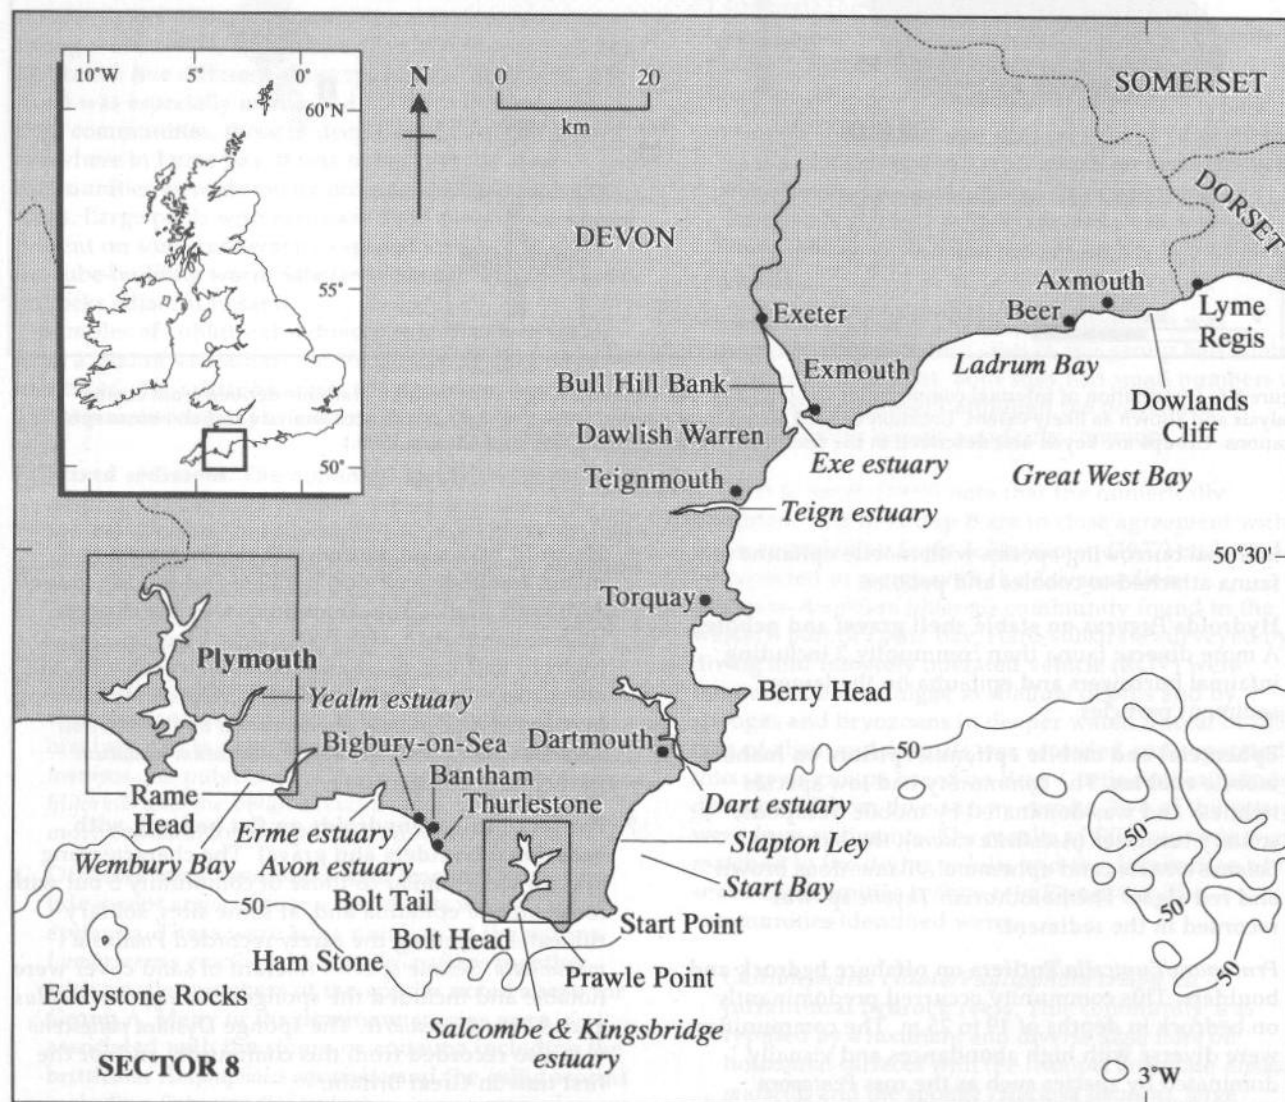 10°W
5°
0°
60°N
55°
50°
N
0
20
km
SOMERSET
DORSET
DEVON
Exeter
Axmouth
Beer
Lyme
Regis
Exmouth
Ladrum Bay
Bull Hill Bank
Dowlands
Cliff
Dawlish Warren
Exe estuary
Great West Bay
Teignmouth
Teign estuary
50°30'
Torquay
Plymouth
Yealm estuary
Berry Head
Bigbury-on-Sea
Dartmouth
50
Bantham
Thurlestone
Rame
Head
Dart estuary
50
Erme estuary
Slapton Ley
Wembury Bay
Avon estuary
Start Bay
50
Bolt Tail
50
Start Point
Bolt Head
Ham Stone
Prawle Point
50
Eddystone Rocks
Salcombe & Kingsbridge
estuary
SECTOR 8
3°W